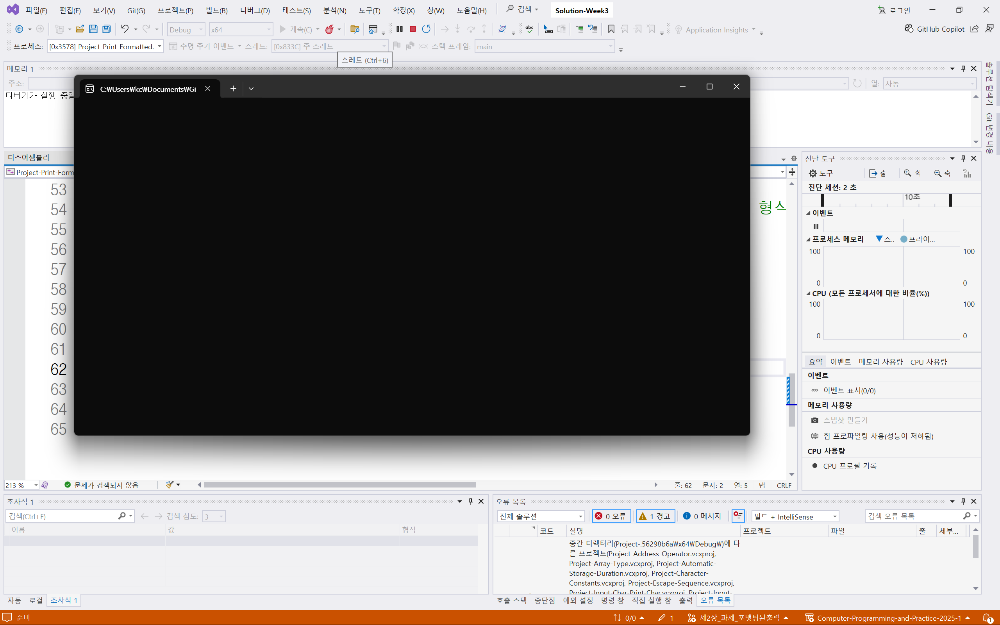 파일(F) 편집(E) 보기(V) Git(G) 프로젝트(P) 빌드(B) 디버그(D) 테스트(S) 분석(N) 도구(T) 확장(X) 창(W) 도움말(H) 검색 Solution-Week3 로그인
Debug x64 계속(C) abc Application Insights GitHub Copilot
프로세스: [0x3578] Project-Print-Formatted. 수명 주기 이벤트 스레드: [0x833C] 주 스레드 스택 프레임: main
스레드 (Ctrl+6)
메모리 1
주소: 열: 자동
디버기가 실행 중일
C:₩Users₩kc₩Documents₩Gi
솔루션 탐색기
Git 변경 내용
디스어셈블리
Project-Print-Form
53
54 형스
55
56
57
58
59
60
61
62
63
64
65
213 % 문제가 검색되지 않음 줄: 62 문자: 2 열: 5 탭 CRLF
진단 도구
도구 출 축
진단 세션: 2 초
10초
이벤트
프로세스 메모리 스.. 프라이...
100 100
0 0
CPU (모든 프로세서에 대한 비율(%))
100 100
0 0
요약 이벤트 메모리 사용량 CPU 사용량
이벤트
이벤트 표시(0/0)
메모리 사용량
스냅샷 만들기
힙 프로파일링 사용(성능이 저하됨)
CPU 사용량
CPU 프로필 기록
조사식 1
검색(Ctrl+E) 검색 심도: 3
이름 값 형식
자동 로컬 조사식 1
오류 목록
전체 솔루션 0 오류 1 경고 0 메시지 빌드 + IntelliSense 검색 오류 목록
코드 설명 프로젝트 파일 줄 세부...
중간 디렉터리(Project-.56298b6a₩x64₩Debug₩)에 다
른 프로젝트(Project-Address-Operator.vcxproj,
Project-Array-Type.vcxproj, Project-Automatic-
Storage-Duration.vcxproj, Project-Character-
Constants.vcxproj, Project-Escape-Sequence.vcxproj,
Project-Input-Char-Print-Char.vcxproj, Project-Input-
호출 스택 중단점 예외 설정 명령 창 직접 실행 창 출력 오류 목록
준비 0/0 1 제2장_과제_포맷팅된출력 Computer-Programming-and-Practice-2025-1 1